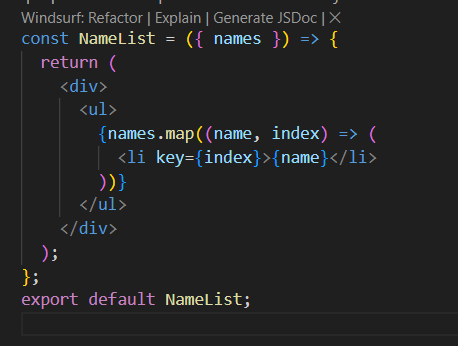 Windsurf: Refactor | Explain | Generate JSDoc | ×
const NameList = ({ names }) => {
  return (
    <div>
      <ul>
        {names.map((name, index) => (
          <li key={index}>{name}</li>
        ))}
      </ul>
    </div>
  );
};
export default NameList;